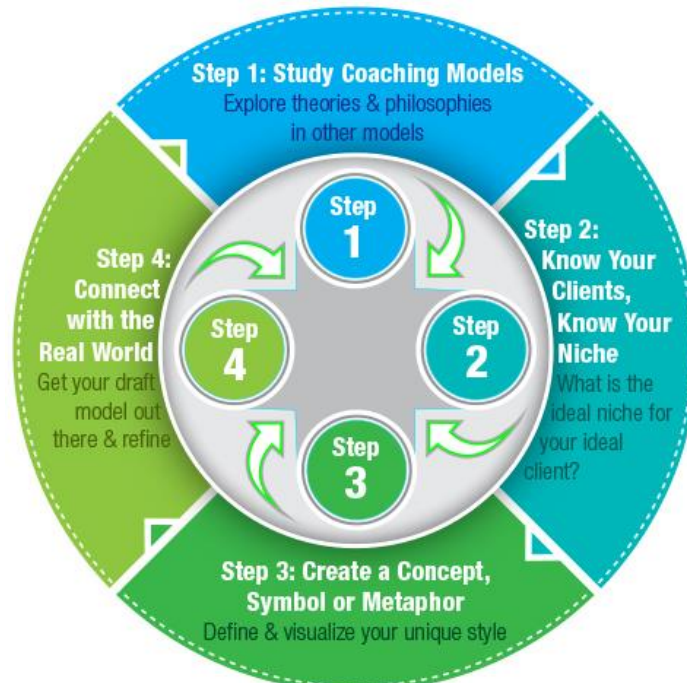 Step 1: Study Coaching Models
Explore theories & philosophies
in other models
Step
1
Step 2:
Know Your
Clients,
Know Your
Niche
What is the
ideal niche for
your ideal
client?
Step
2
Step 3: Create a Concept,
Symbol or Metaphor
Define & visualize your unique style
Step
3
Step 4:
Connect
with the
Real World
Get your draft
model out
there & refine
Step
4